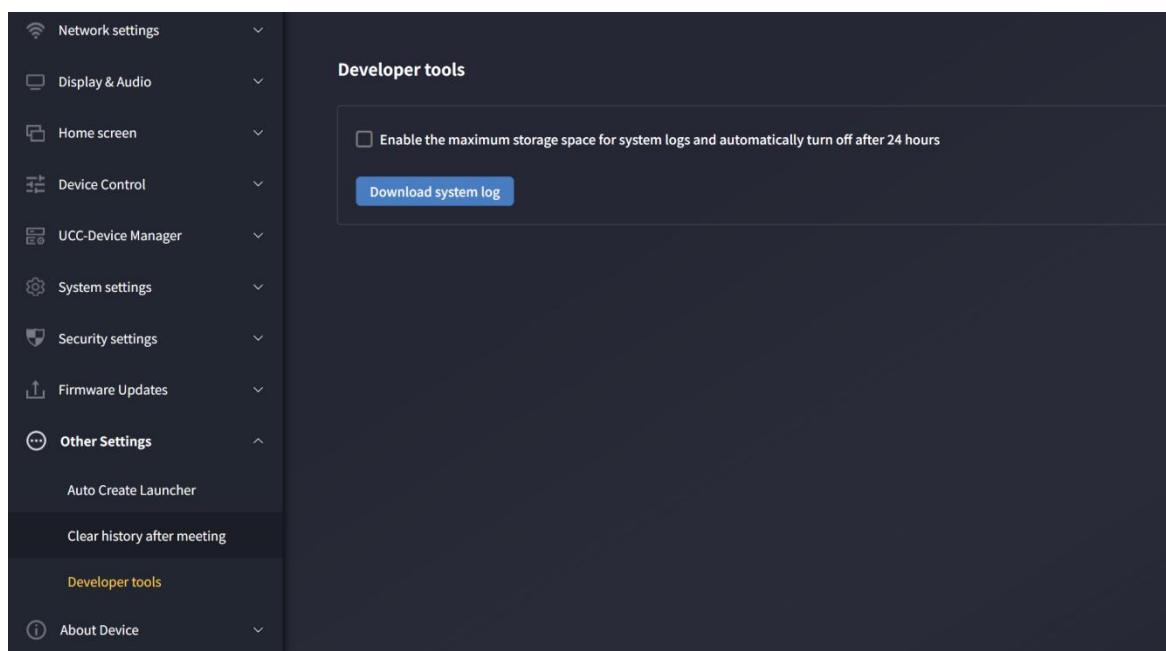 Network settings
Display & Audio
Home screen
Device Control
UCC-Device Manager
System settings
Security settings
Firmware Updates
Other Settings
Auto Create Launcher
Clear history after meeting
Developer tools
About Device
Developer tools
Enable the maximum storage space for system logs and automatically turn off after 24 hours
Download system log